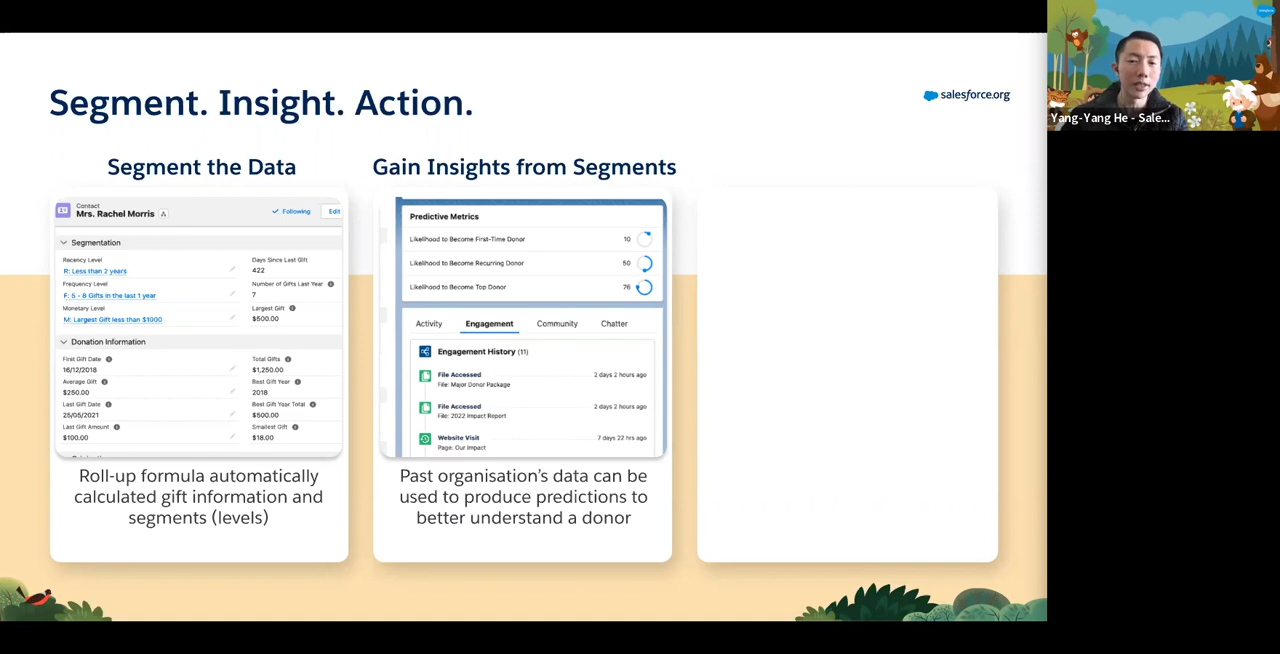 Segment. Insight. Action.
salesforce.org
Yang-Yang He - Sale...
Segment the Data
Contact
Mrs. Rachel Morris
Following
Edit
Segmentation
Recency Level
Days Since Last Gift
R: Less than 2 years
422
Frequency Level
Number of Gifts Last Year
F: 5 - 8 Gifts in the last 1 year
7
Monetary Level
Largest Gift
M: Largest Gift less than $1000
$500.00
Donation Information
First Gift Date
Total Gifts
16/12/2018
$1,250.00
Average Gift
Best Gift Year
$250.00
2018
Last Gift Date
Best Gift Year Total
25/05/2021
$500.00
Last Gift Amount
Smallest Gift
$100.00
$18.00
Roll-up formula automatically
calculated gift information and
segments (levels)
Gain Insights from Segments
Predictive Metrics
Likelihood to Become First-Time Donor 10
Likelihood to Become Recurring Donor 50
Likelihood to Become Top Donor 76
Activity Engagement Community Chatter
Engagement History (11)
File Accessed 2 days 2 hours ago
File: Major Donor Package
File Accessed 2 days 2 hours ago
File: 2022 Impact Report
Website Visit 7 days 22 hrs ago
Page: Our Impact
Past organisation's data can be
used to produce predictions to
better understand a donor